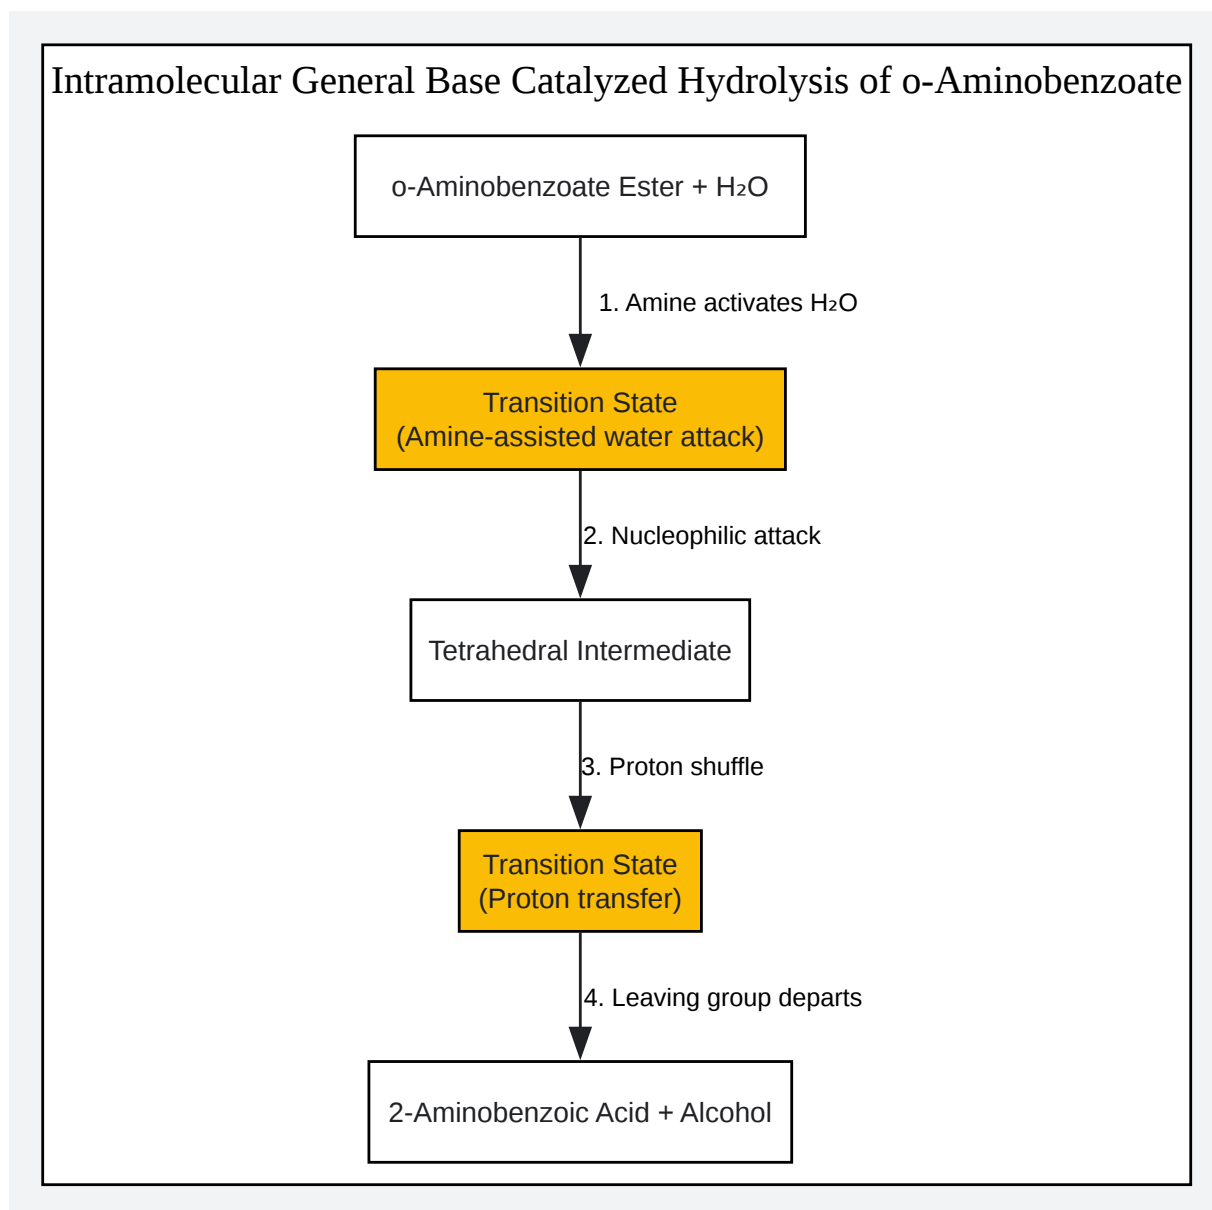 Intramolecular General Base Catalyzed Hydrolysis of o-Aminobenzoate
o-Aminobenzoate Ester + H₂O
1. Amine activates H₂O
Transition State
(Amine-assisted water attack)
2. Nucleophilic attack
Tetrahedral Intermediate
3. Proton shuffle
Transition State
(Proton transfer)
4. Leaving group departs
2-Aminobenzoic Acid + Alcohol